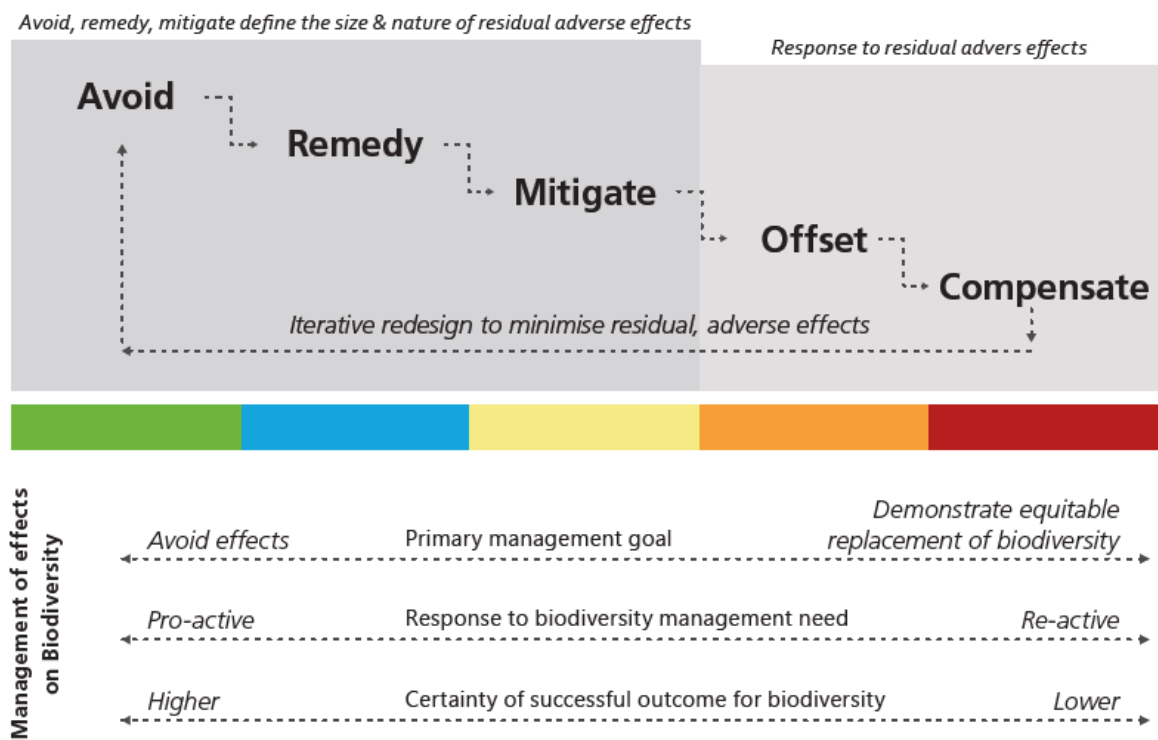 Avoid, remedy, mitigate define the size & nature of residual adverse effects
Response to residual advers effects
Avoid
Remedy
Mitigate
Offset
Compensate
Iterative redesign to minimise residual, adverse effects
Management of effects
on Biodiversity
Avoid effects
Primary management goal
Demonstrate equitable
replacement of biodiversity
Pro-active
Response to biodiversity management need
Re-active
Higher
Certainty of successful outcome for biodiversity
Lower